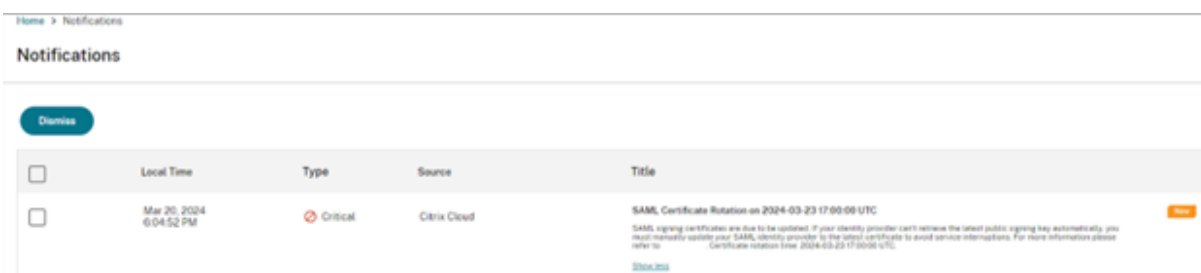 Home > Notifications
Notifications
Dismiss
Local Time Type Source Title
Mar 20, 2024
6:04:52 PM
Critical
Citrix Cloud
SAML Certificate Rotation on 2024-03-23 17:00:00 UTC
New
SAML signing certificates are due to be updated. If your identity provider can't retrieve the latest public signing key automatically, you
must manually update your SAML identity provider to the latest certificate to avoid service interruptions. For more information please
refer to . Certificate rotation time: 2024-03-23 17:00:00 UTC.
Show less